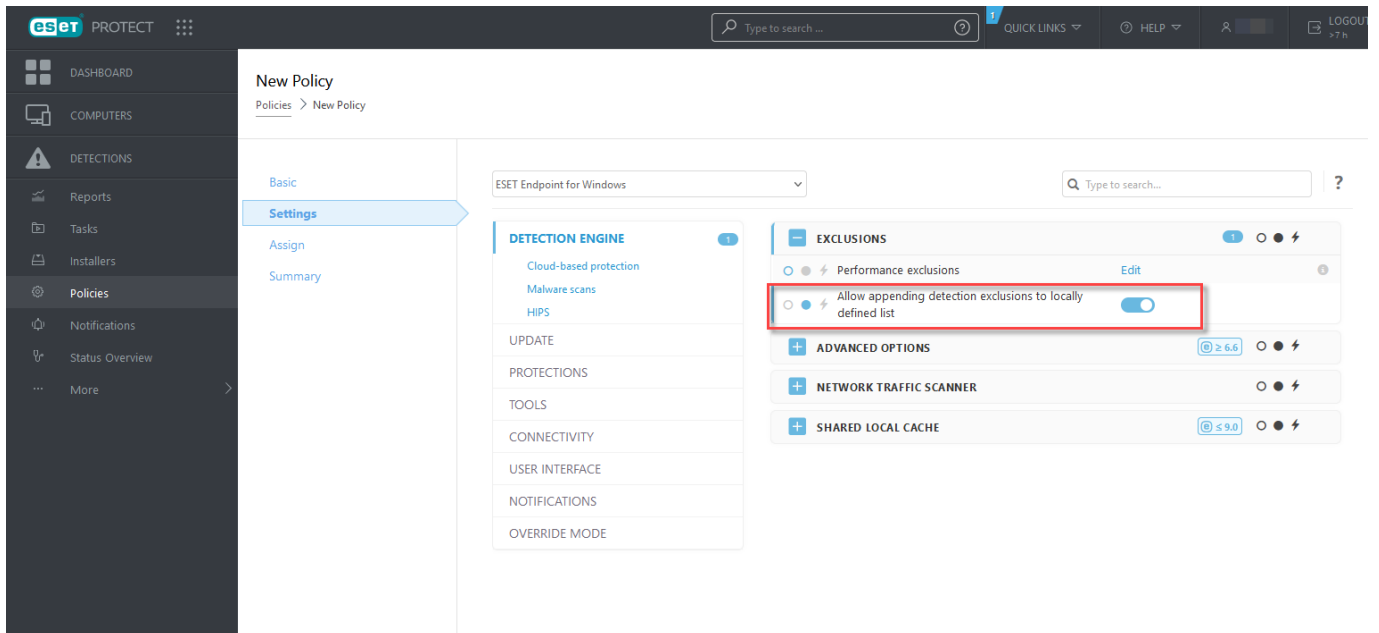 eset PROTECT
Type to search ...
?
1
QUICK LINKS
? HELP
LOGOUT
>7 h
DASHBOARD
COMPUTERS
DETECTIONS
Reports
Tasks
Installers
Policies
Notifications
Status Overview
More
New Policy
Policies > New Policy
Basic
Settings
Assign
Summary
ESET Endpoint for Windows
Type to search...
?
DETECTION ENGINE 1
Cloud-based protection
Malware scans
HIPS
UPDATE
PROTECTIONS
TOOLS
CONNECTIVITY
USER INTERFACE
NOTIFICATIONS
OVERRIDE MODE
EXCLUSIONS 1
Performance exclusions Edit
Allow appending detection exclusions to locally
defined list
ADVANCED OPTIONS ≥ 6.6
NETWORK TRAFFIC SCANNER
SHARED LOCAL CACHE ≤ 9.0